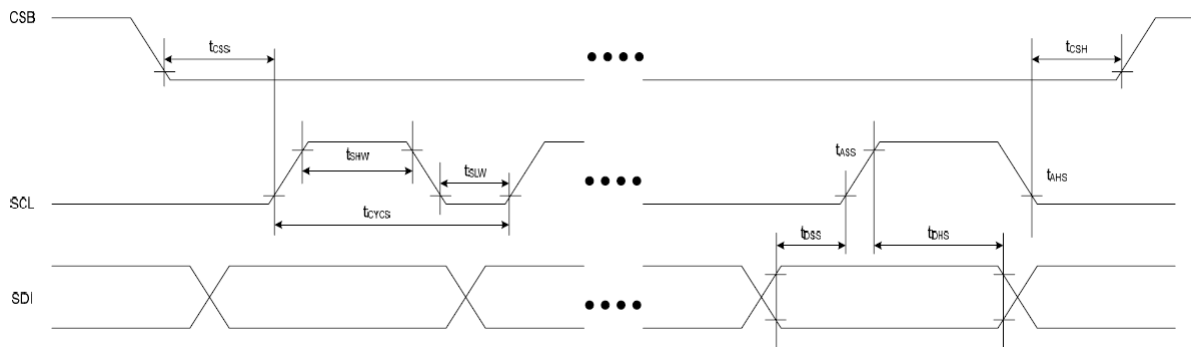 CSB
tCSS
tCSH
tSHW
tSLW
tASS
tAHS
SCL
tCYCS
tDSS
tDHS
SDI